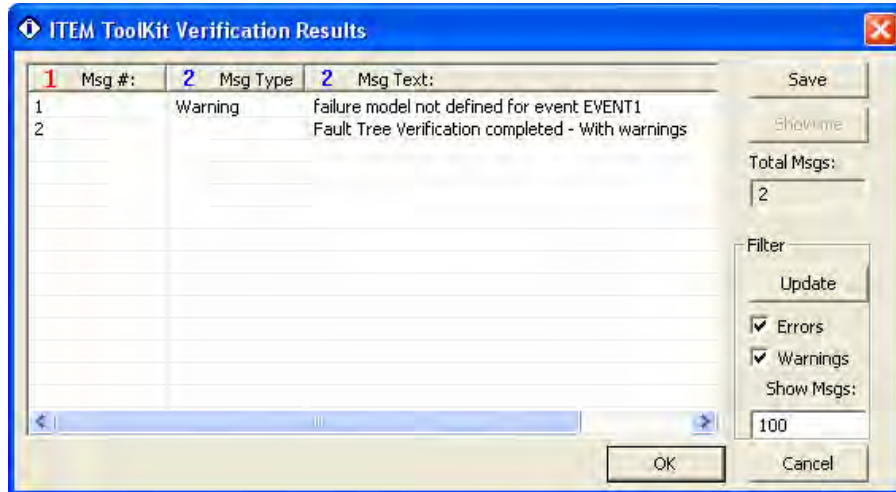 ITEM ToolKit Verification Results
1 Msg #: 2 Msg Type 2 Msg Text:
1 Warning failure model not defined for event EVENT1
2 Fault Tree Verification completed - With warnings
Save
Show me
Total Msgs:
2
Filter
Update
Errors
Warnings
Show Msgs:
100
OK
Cancel